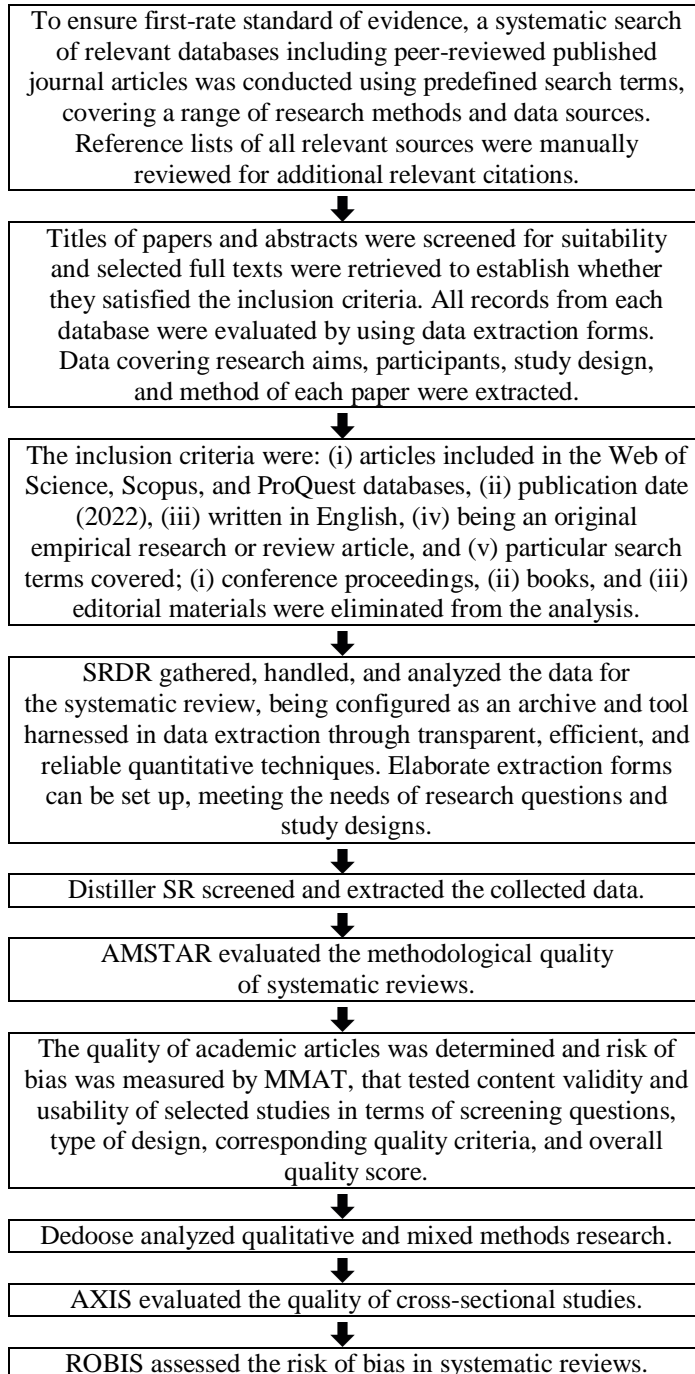 To ensure first-rate standard of evidence, a systematic search
of relevant databases including peer-reviewed published
journal articles was conducted using predefined search terms,
covering a range of research methods and data sources.
Reference lists of all relevant sources were manually
reviewed for additional relevant citations.
Titles of papers and abstracts were screened for suitability
and selected full texts were retrieved to establish whether
they satisfied the inclusion criteria. All records from each
database were evaluated by using data extraction forms.
Data covering research aims, participants, study design,
and method of each paper were extracted.
The inclusion criteria were: (i) articles included in the Web of
Science, Scopus, and ProQuest databases, (ii) publication date
(2022), (iii) written in English, (iv) being an original
empirical research or review article, and (v) particular search
terms covered; (i) conference proceedings, (ii) books, and (iii)
editorial materials were eliminated from the analysis.
SRDR gathered, handled, and analyzed the data for
the systematic review, being configured as an archive and tool
harnessed in data extraction through transparent, efficient, and
reliable quantitative techniques. Elaborate extraction forms
can be set up, meeting the needs of research questions and
study designs.
Distiller SR screened and extracted the collected data.
AMSTAR evaluated the methodological quality
of systematic reviews.
The quality of academic articles was determined and risk of
bias was measured by MMAT, that tested content validity and
usability of selected studies in terms of screening questions,
type of design, corresponding quality criteria, and overall
quality score.
Dedoose analyzed qualitative and mixed methods research.
AXIS evaluated the quality of cross-sectional studies.
ROBIS assessed the risk of bias in systematic reviews.